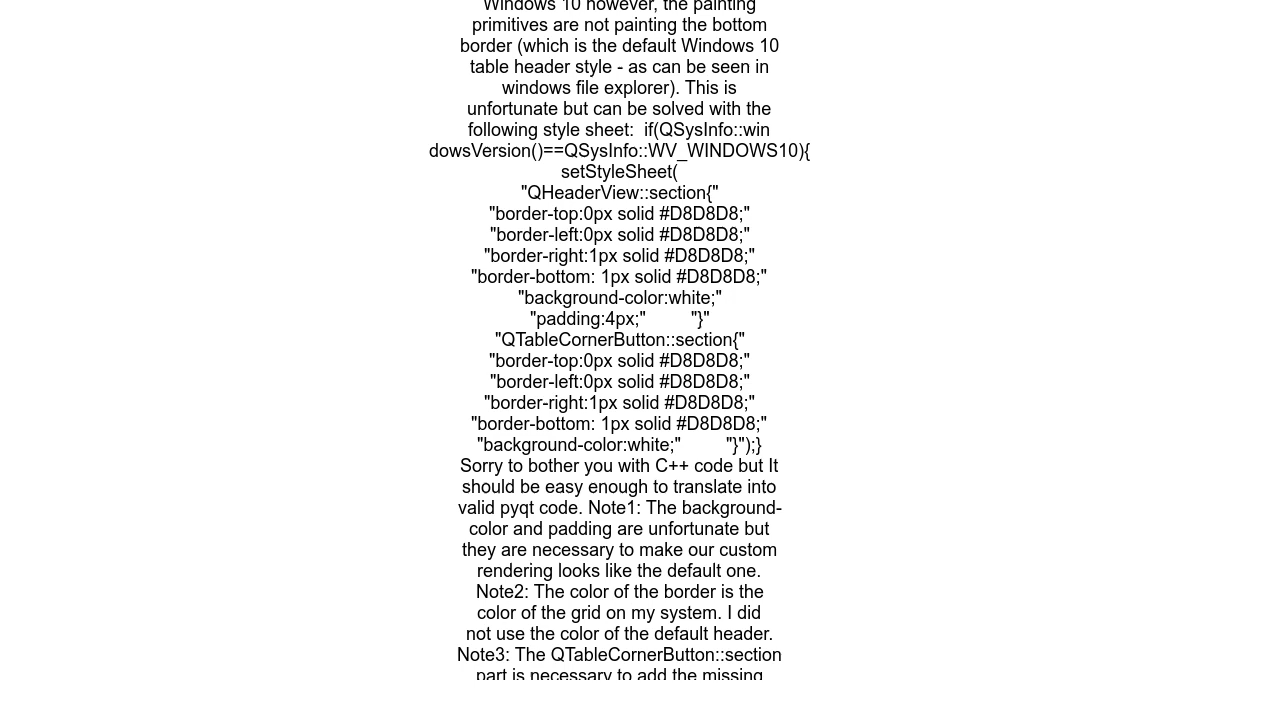 Windows 10 however, the painting
primitives are not painting the bottom
border (which is the default Windows 10
table header style - as can be seen in
windows file explorer). This is
unfortunate but can be solved with the
following style sheet:  if(QSysInfo::win
dowsVersion()==QSysInfo::WV_WINDOWS10){
setStyleSheet(
"QHeaderView::section{"
"border-top:0px solid #D8D8D8;"
"border-left:0px solid #D8D8D8;"
"border-right:1px solid #D8D8D8;"
"border-bottom: 1px solid #D8D8D8;"
"background-color:white;"
"padding:4px;"         "}"
"QTableCornerButton::section{"
"border-top:0px solid #D8D8D8;"
"border-left:0px solid #D8D8D8;"
"border-right:1px solid #D8D8D8;"
"border-bottom: 1px solid #D8D8D8;"
"background-color:white;"         "}");}
Sorry to bother you with C++ code but It
should be easy enough to translate into
valid pyqt code. Note1: The background-
color and padding are unfortunate but
they are necessary to make our custom
rendering looks like the default one.
Note2: The color of the border is the
color of the grid on my system. I did
not use the color of the default header.
Note3: The QTableCornerButton::section
part is necessary to add the missing